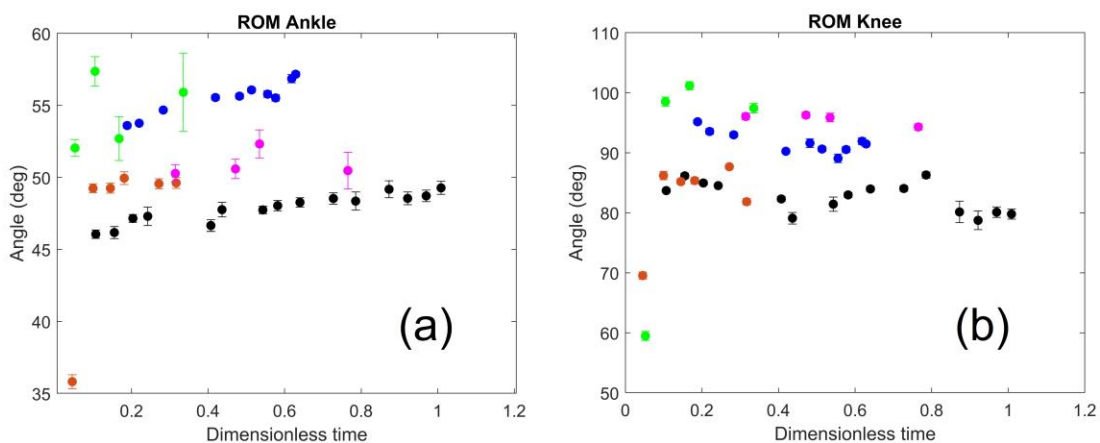 ROM Ankle
60
55
50
45
40
35
Angle (deg)
0.2 0.4 0.6 0.8 1 1.2
Dimensionless time
(a)
ROM Knee
110
100
90
80
70
60
50
Angle (deg)
0 0.2 0.4 0.6 0.8 1 1.2
Dimensionless time
(b)